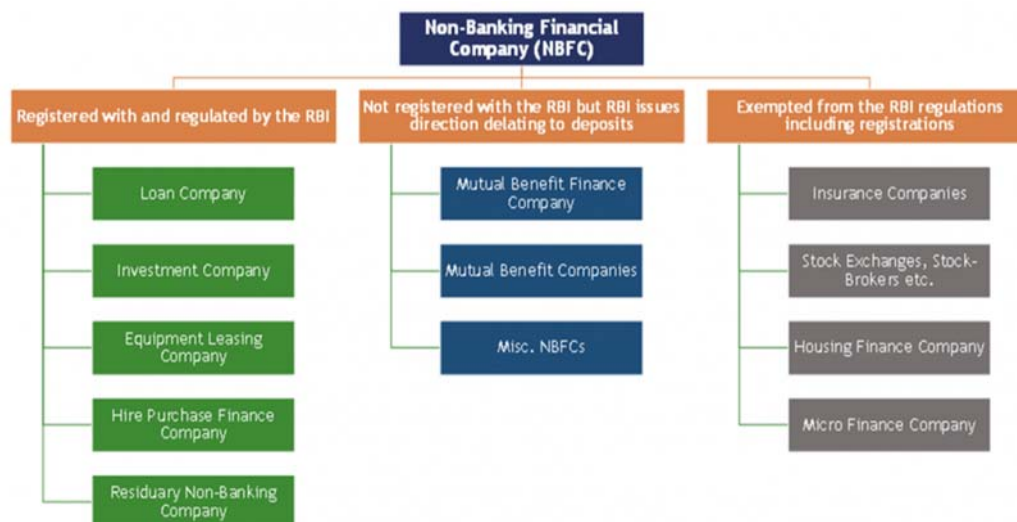 Non-Banking Financial
Company (NBFC)
Registered with and regulated by the RBI
Not registered with the RBI but RBI issues
direction delating to deposits
Exempted from the RBI regulations
including registrations
Loan Company
Investment Company
Equipment Leasing
Company
Hire Purchase Finance
Company
Residuary Non-Banking
Company
Mutual Benefit Finance
Company
Mutual Benefit Companies
Misc. NBFCs
Insurance Companies
Stock Exchanges, Stock-
Brokers etc.
Housing Finance Company
Micro Finance Company